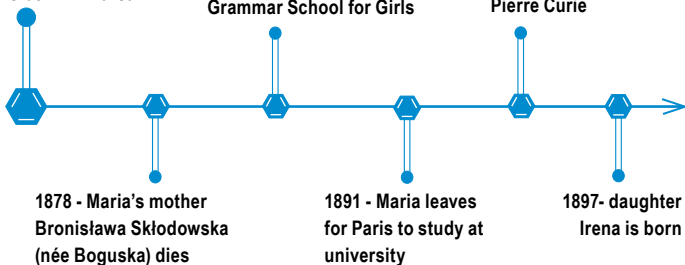 Grammar School for Girls
Pierre Curie
1878 - Maria’s mother
Bronisława Skłodowska
(née Boguska) dies
1891 - Maria leaves
for Paris to study at
university
1897- daughter
Irena is born